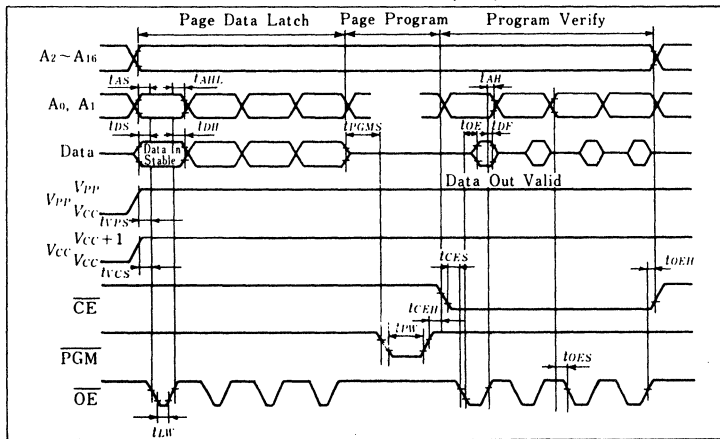 Page Data Latch Page Program Program Verify
A2~A16
tAS tAHL tAH
A0, A1
tDS tDH tPGMS tOE tDF
Data Data In Stable
Data Out Valid
VPP
VPP
VCC
tVPS
VCC+1
VCC
VCC
tVCS
tCES tOEH
CE
tCEH
tPW
PGM
tOES
OE
tLW